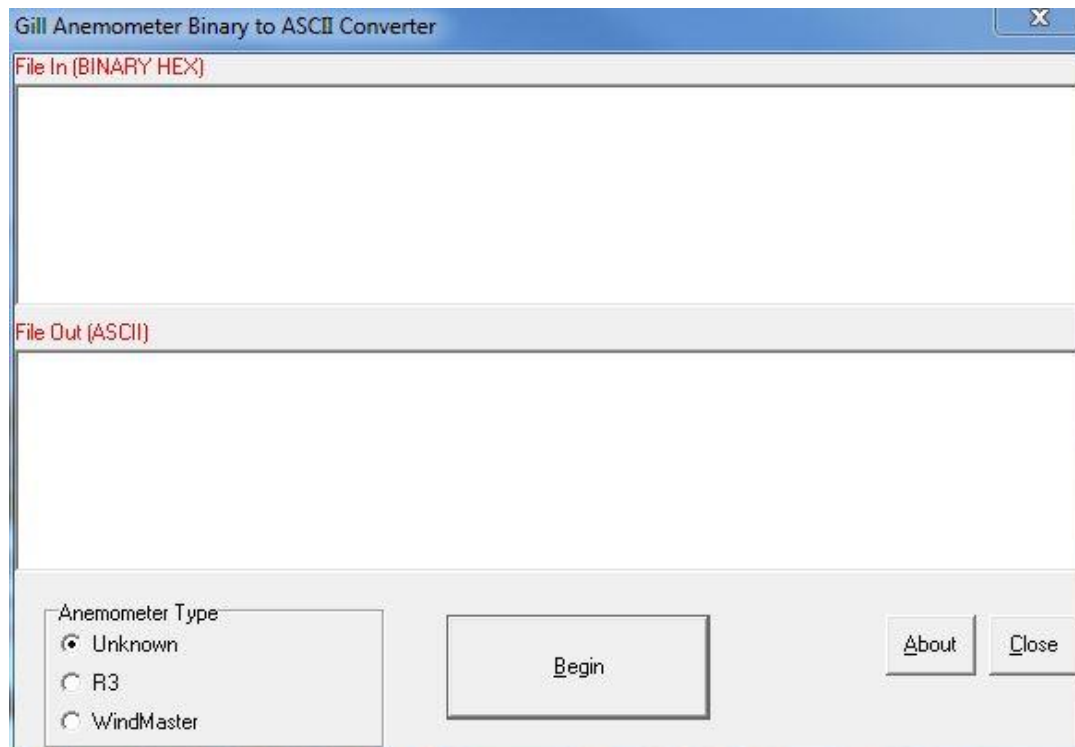 Gill Anemometer Binary to ASCII Converter
File In (BINARY HEX)
File Out (ASCII)
Anemometer Type
Unknown
R3
WindMaster
Begin
About
Close